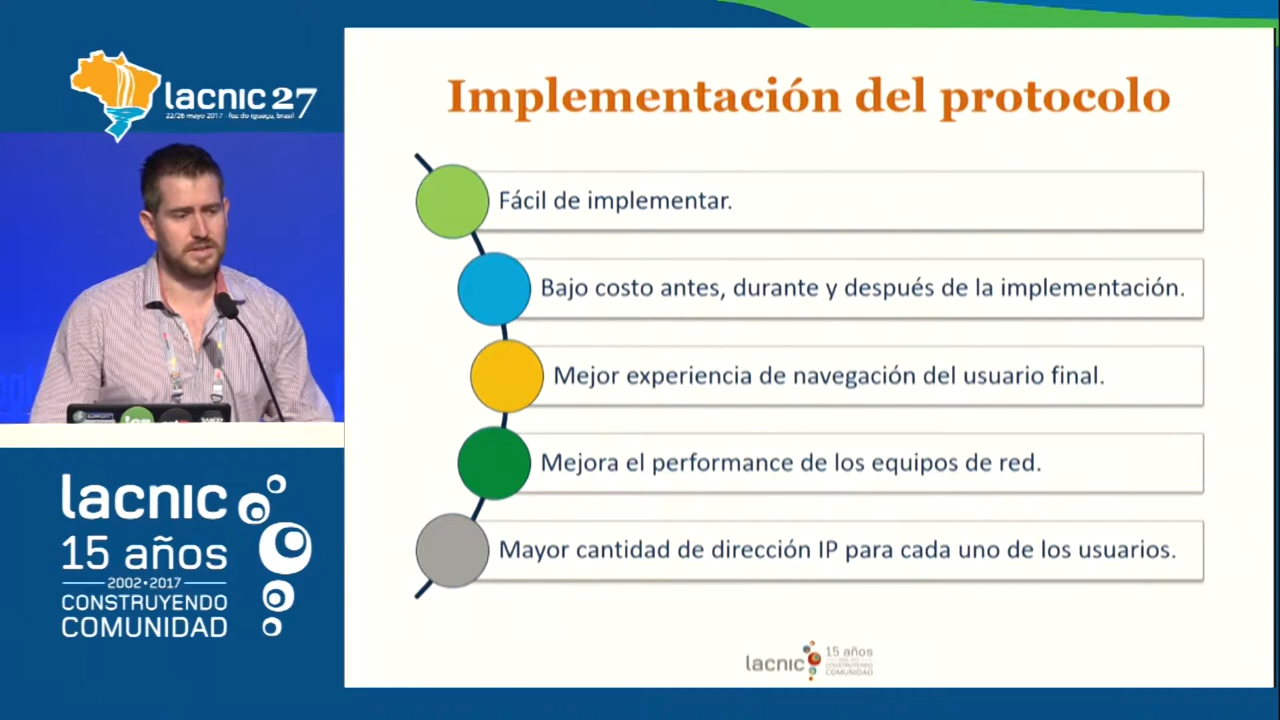 lacnic 27
22/26 mayo 2017 - foz do iguaçu, brasil
Implementación del protocolo
Fácil de implementar.
Bajo costo antes, durante y después de la implementación.
Mejor experiencia de navegación del usuario final.
Mejora el performance de los equipos de red.
Mayor cantidad de dirección IP para cada uno de los usuarios.
lacnic
15 años
2002•2017
CONSTRUYENDO
COMUNIDAD
lacnic
15 años
CONSTRUYENDO
COMUNIDAD